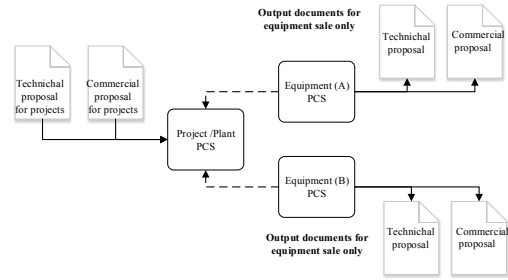 Output documents for
equipment sale only
Technichal
proposal
Commercial
proposal
Technichal
proposal
for projects
Commercial
proposal
for projects
Equipment (A)
PCS
Project /Plant
PCS
Equipment (B)
PCS
Output documents for
equipment sale only
Technichal
proposal
Commercial
proposal